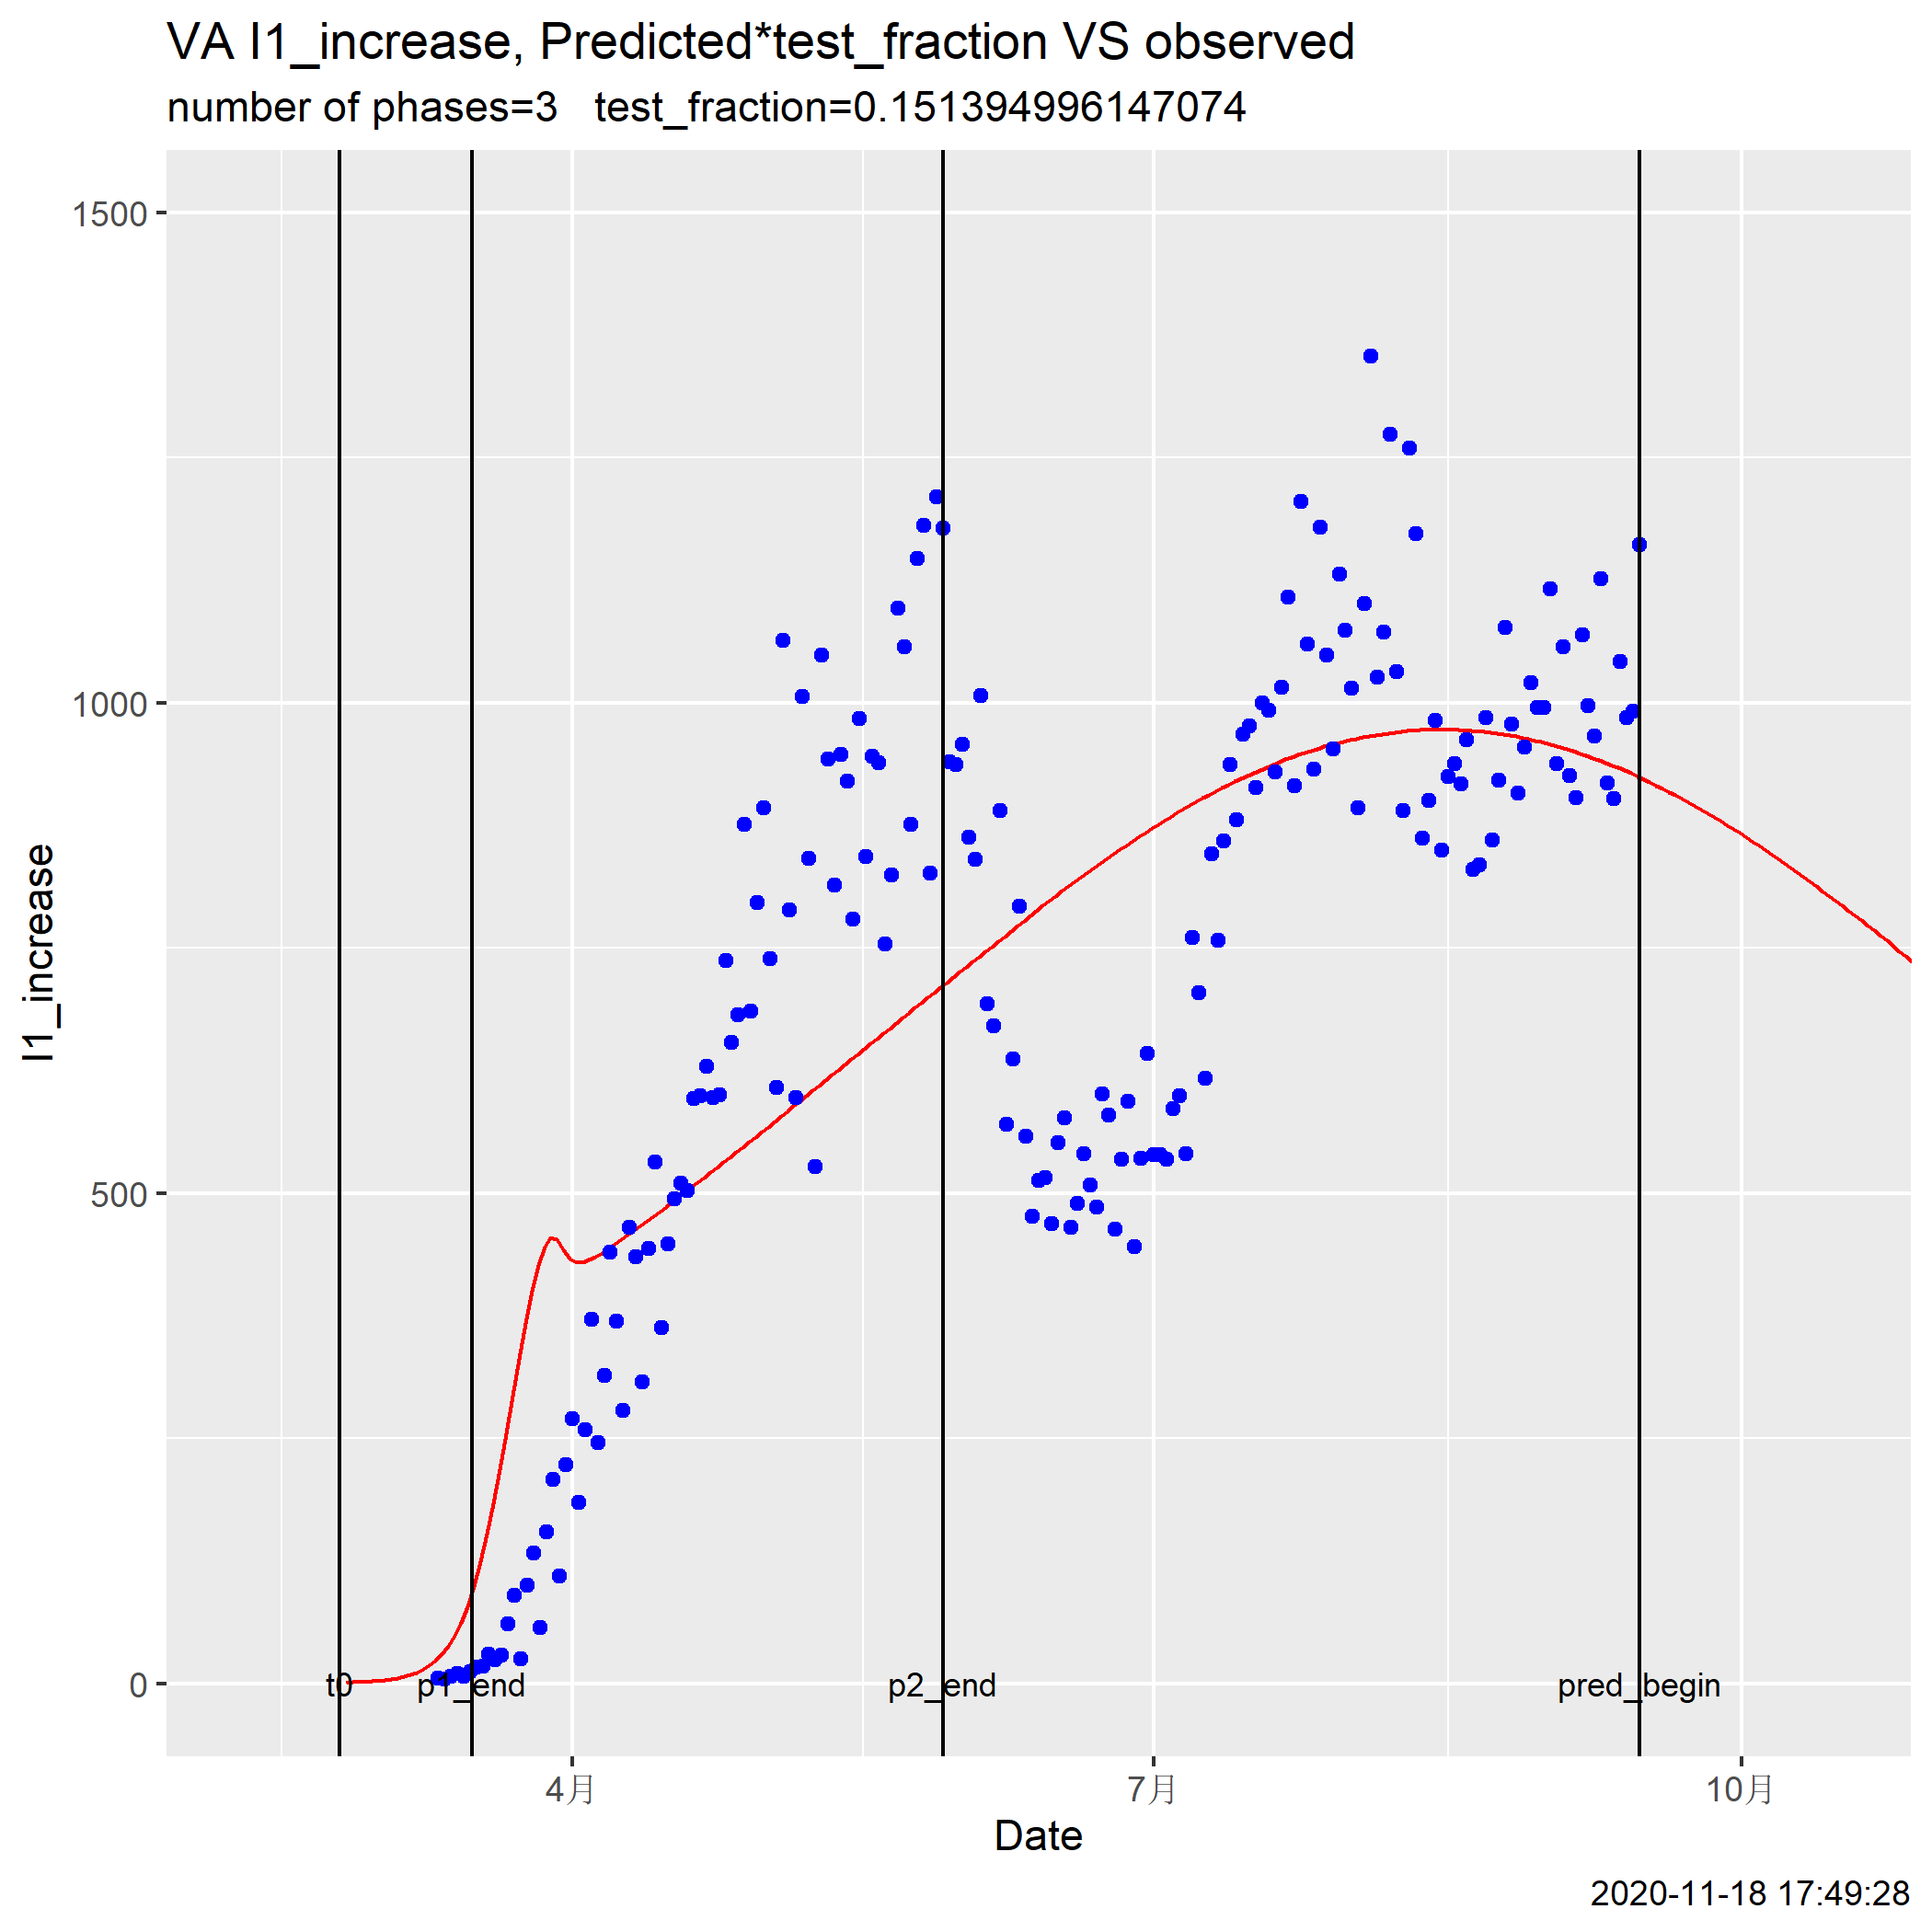 VA I1_increase, Predicted*test_fraction VS observed
number of phases=3   test_fraction=0.151394996147074
1500
1000
500
0
I1_increase
t0
p1_end
p2_end
pred_begin
4月
7月
10月
Date
2020-11-18 17:49:28